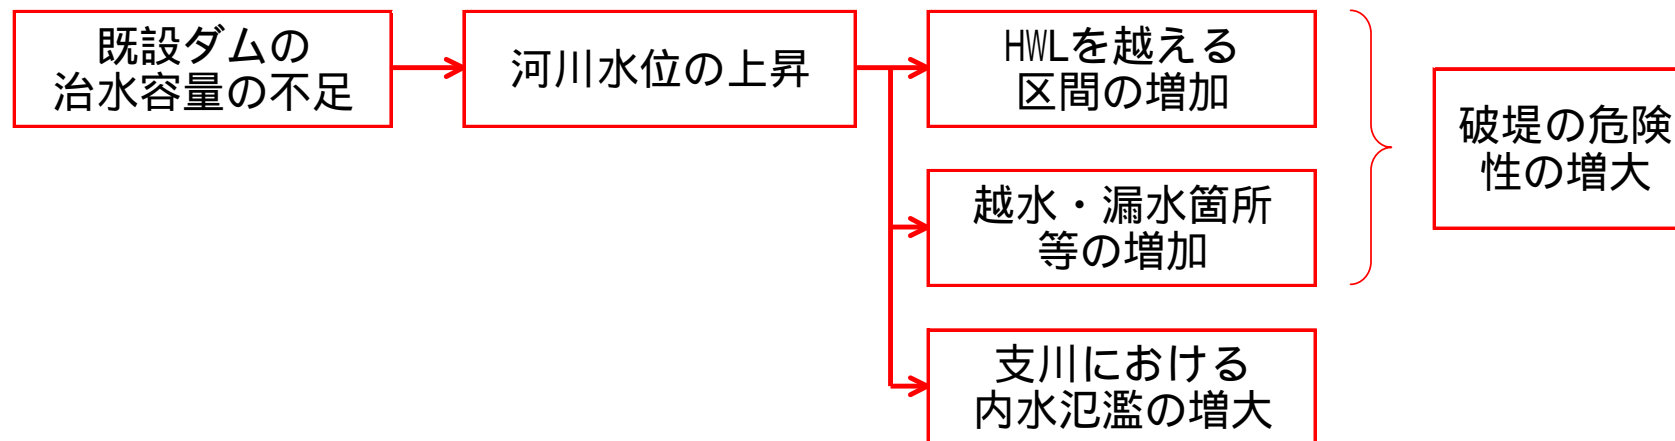 既設ダムの
治水容量の不足
河川水位の上昇
HWLを越える
区間の増加
越水・漏水箇所
等の増加
支川における
内水氾濫の増大
破堤の危険
性の増大